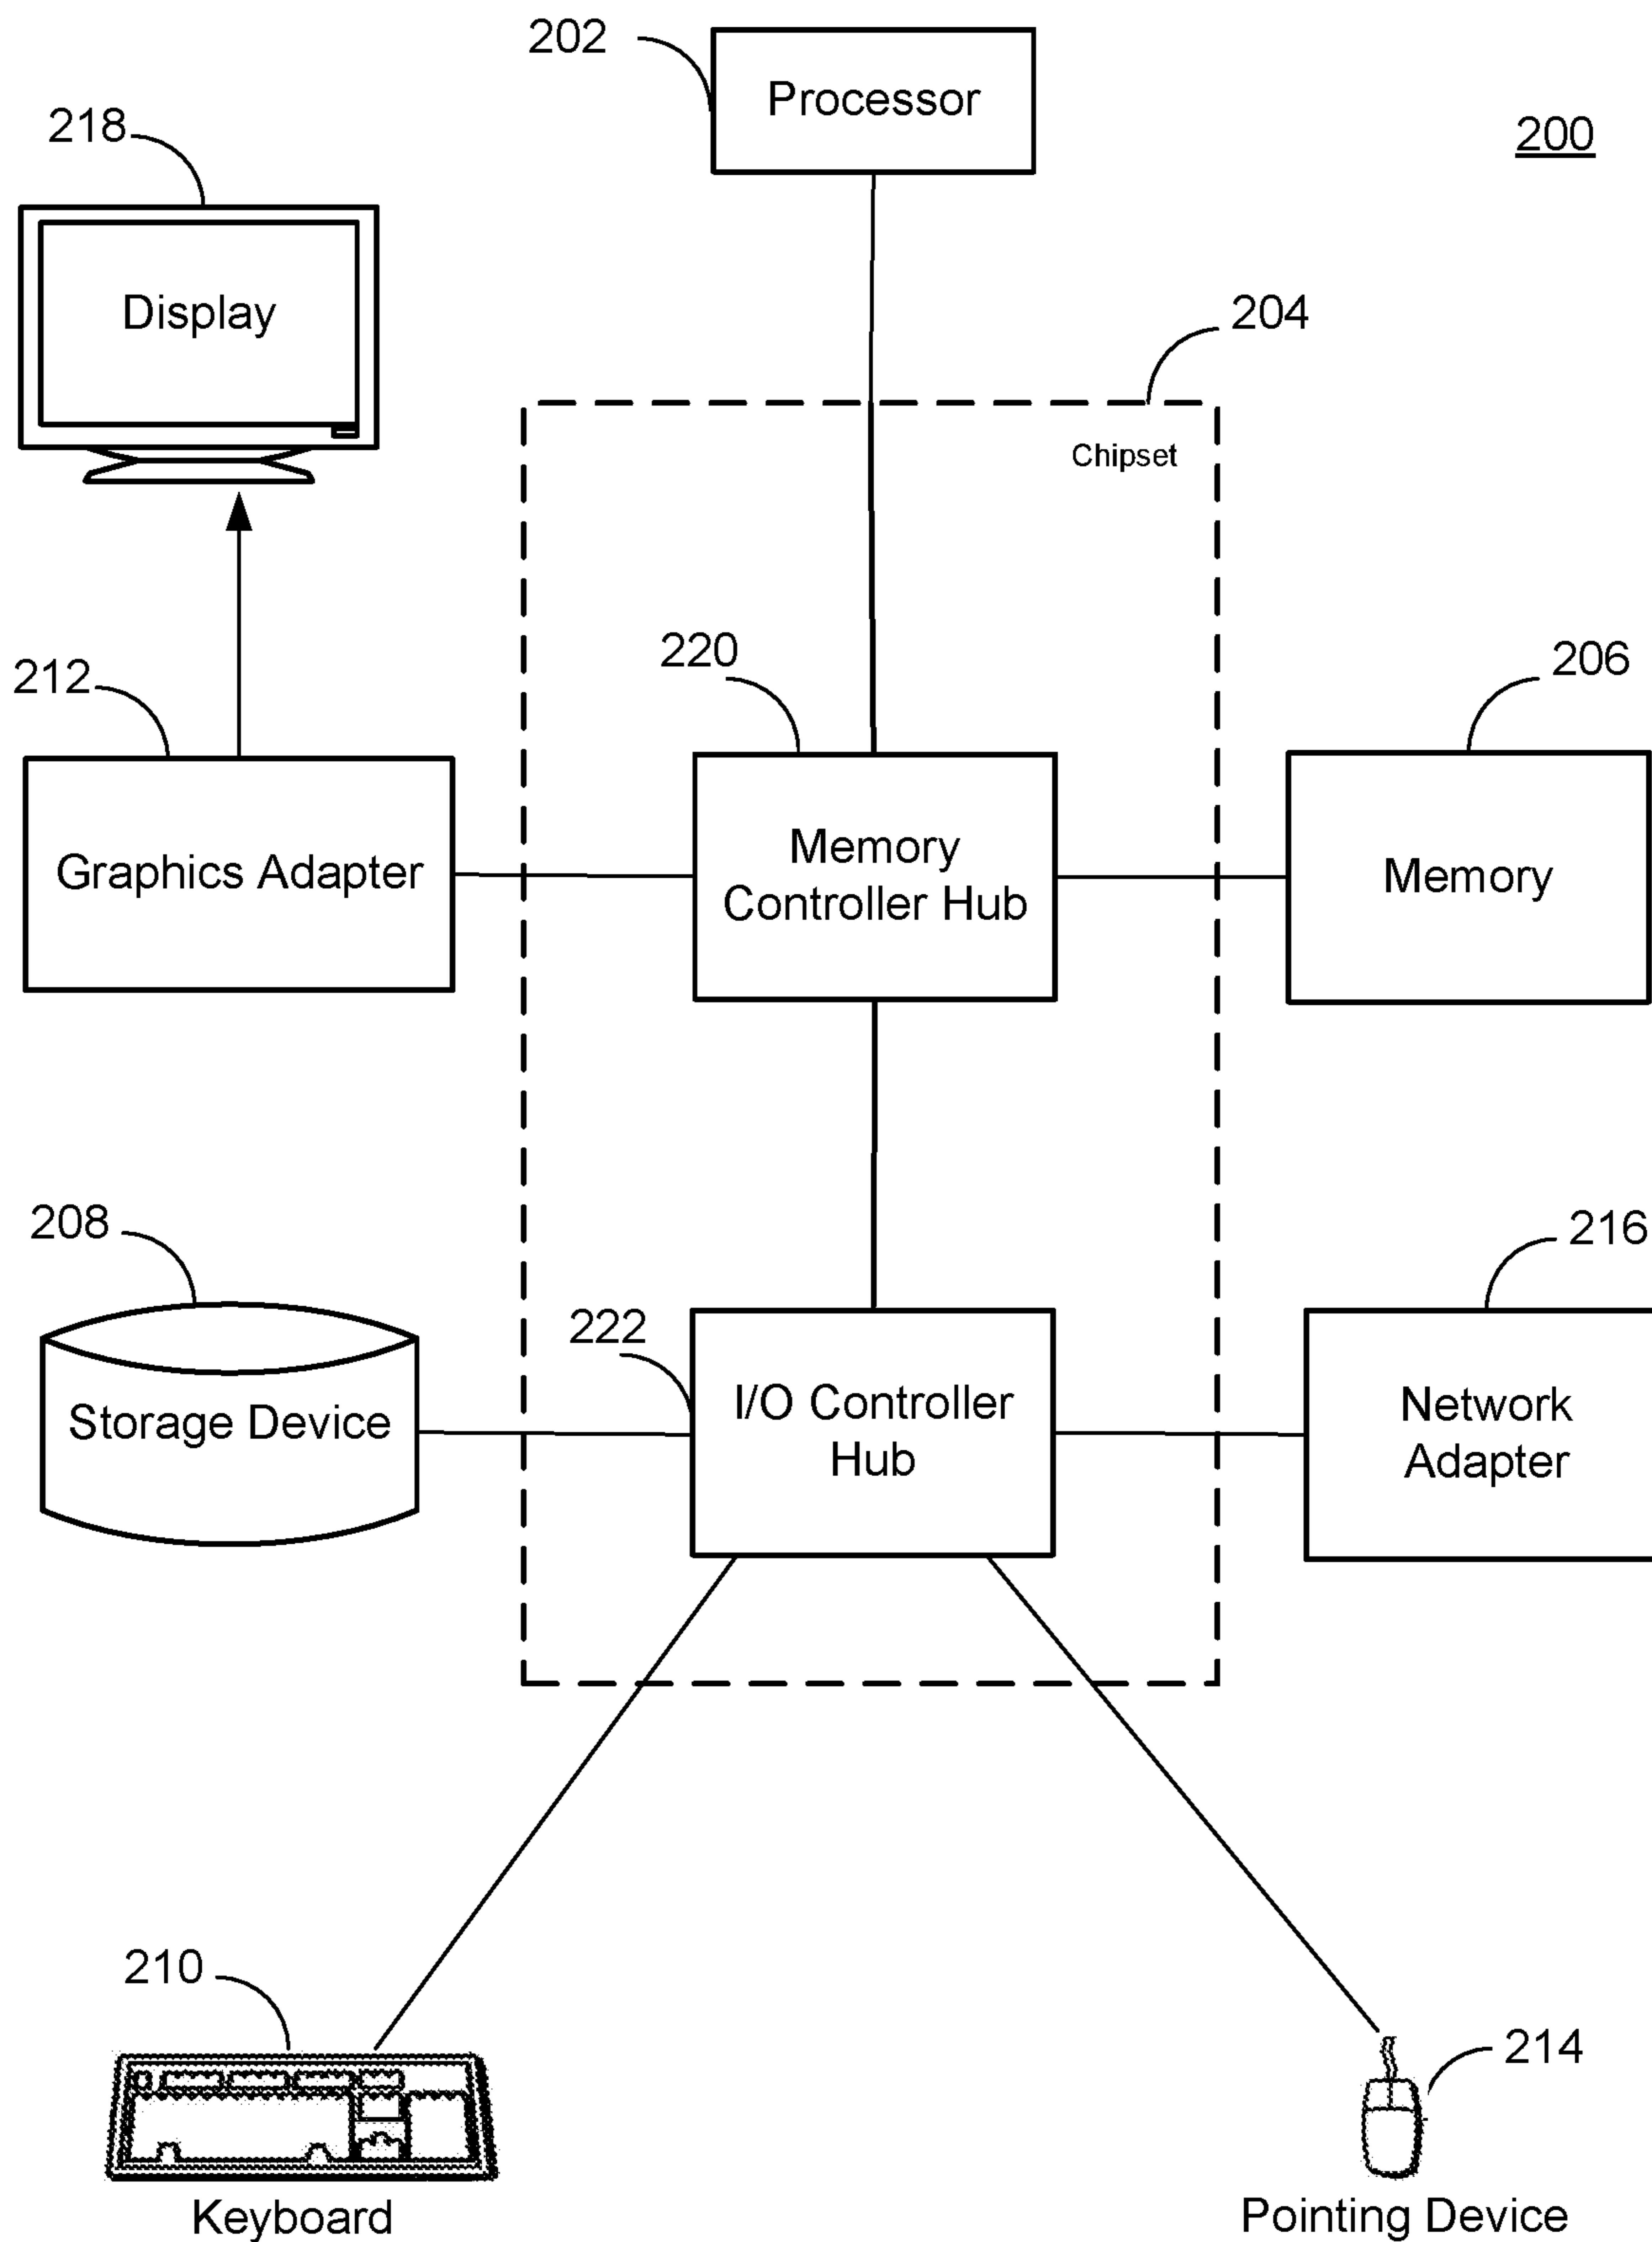 202
Processor
200
218
Display
204
Chipset
220
212
206
Memory
Controller Hub
Graphics Adapter
Memory
208
216
222
I/O Controller
Hub
Storage Device
Network
Adapter
210
214
Keyboard
Pointing Device